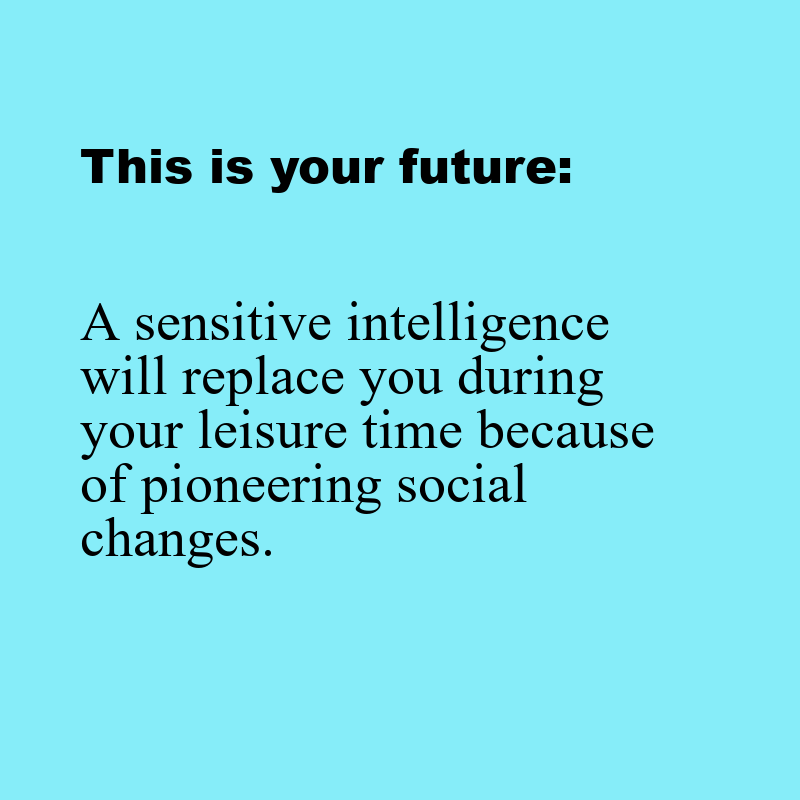 This is your future:
A sensitive intelligence
will replace you during
your leisure time because
of pioneering social
changes.